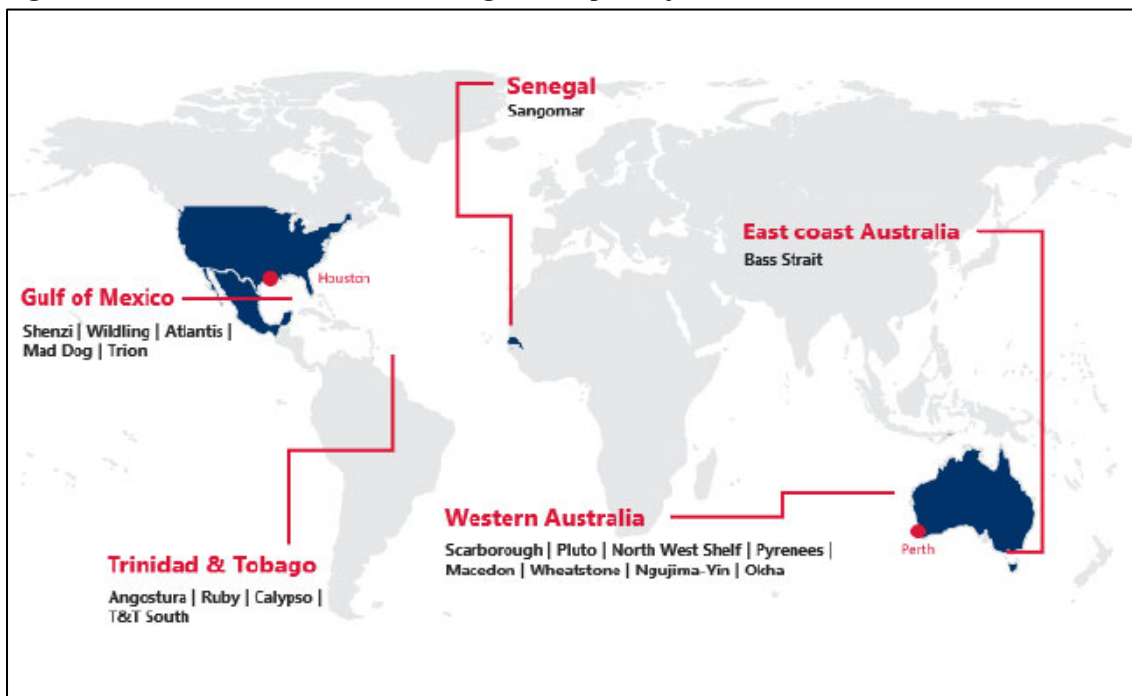 Senegal
Sangomar
East coast Australia
Bass Strait
Houston
Gulf of Mexico
Shenzi | Wildling | Atlantis |
Mad Dog | Trion
Western Australia
Scarborough | Pluto | North West Shelf | Pyrenees |
Macedon | Wheatstone | Ngujima-Yin | Okha
Perth
Trinidad & Tobago
Angostura | Ruby | Calypso |
T&T South